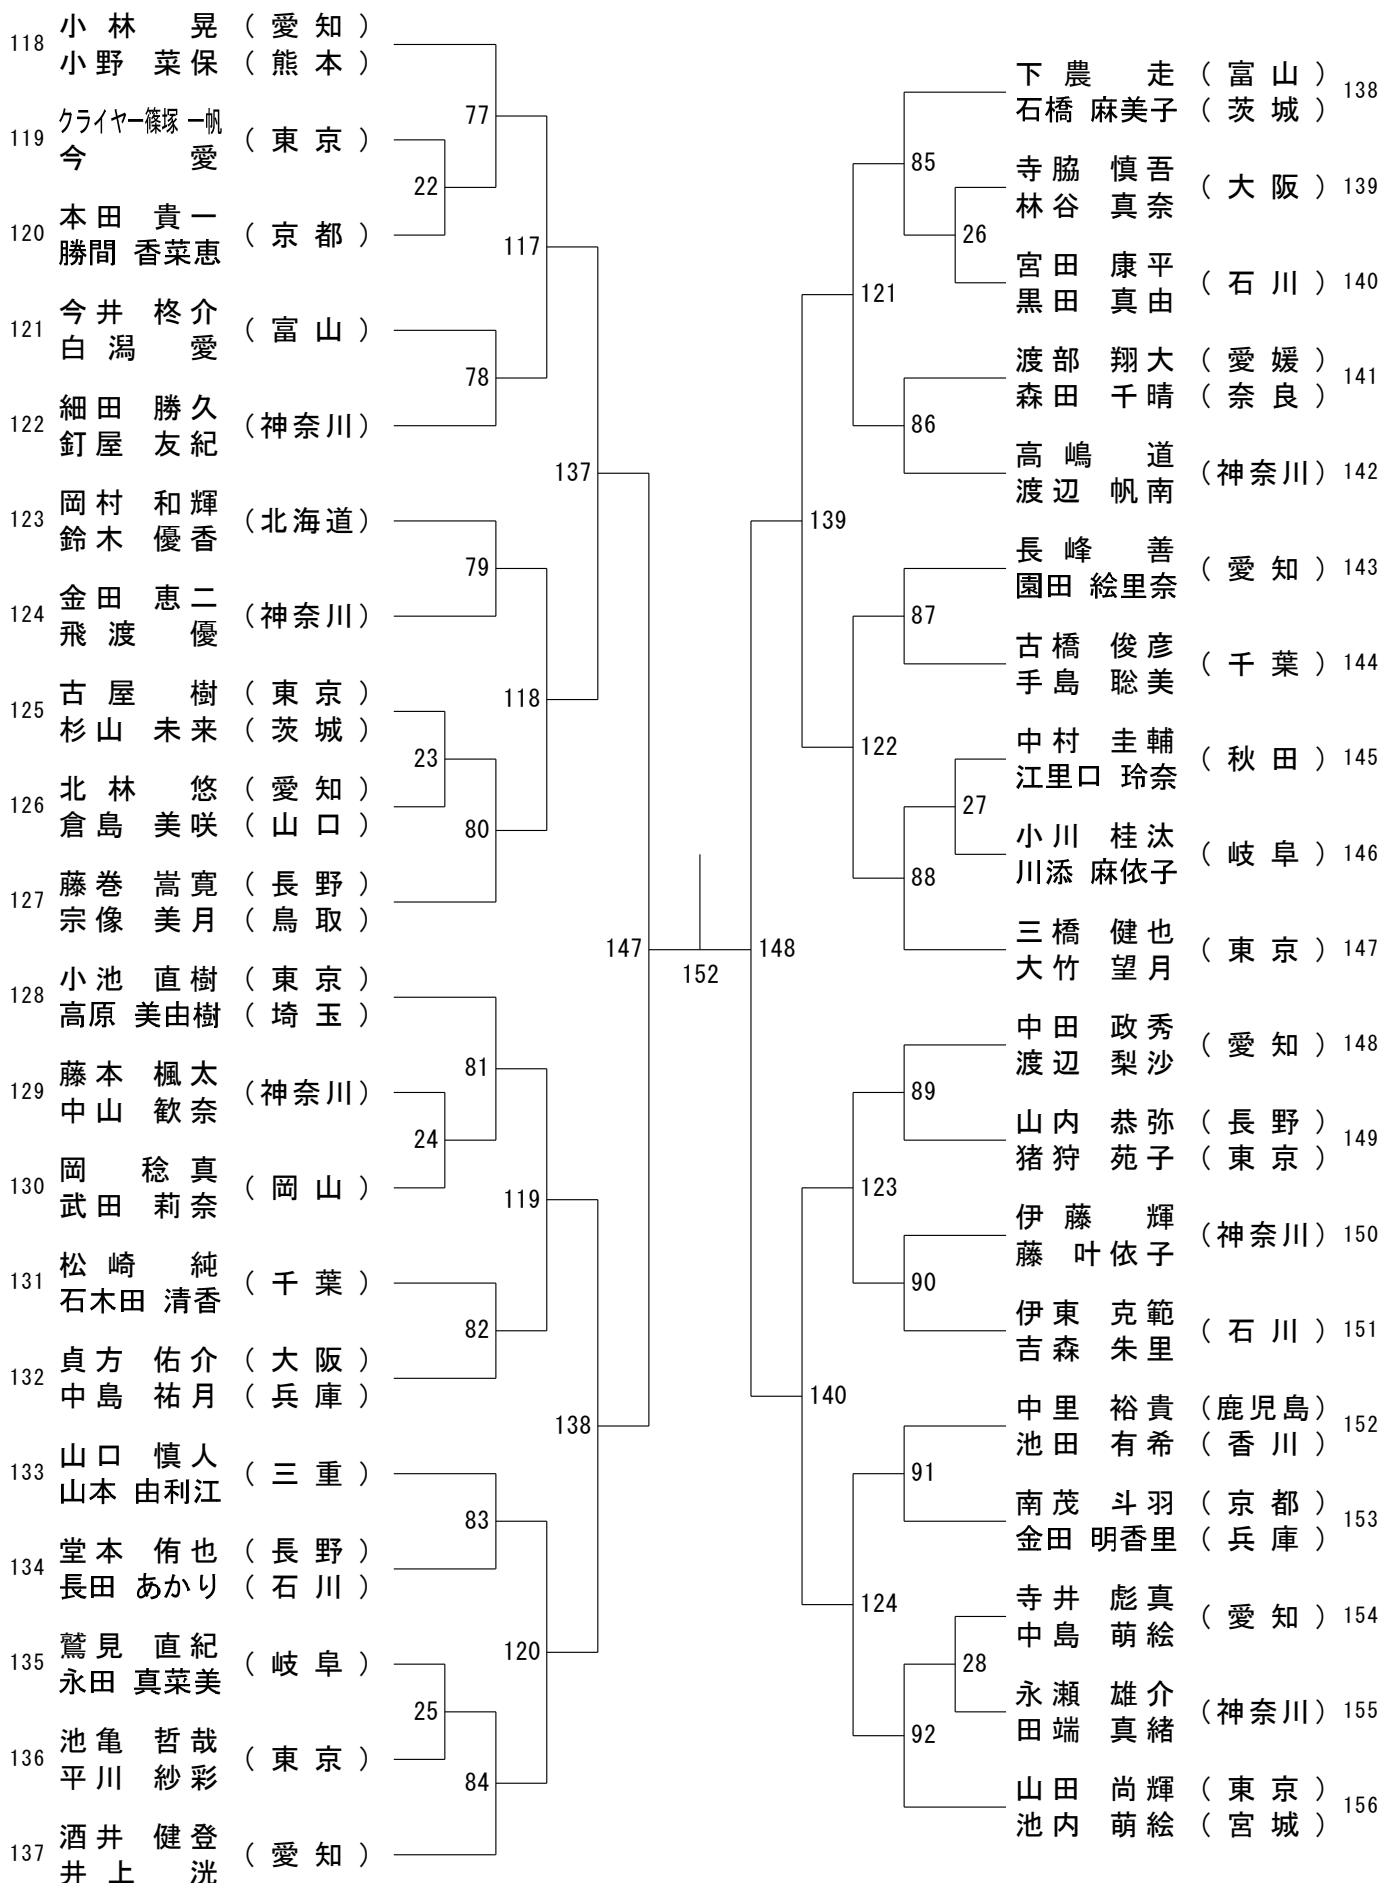 118 小林 晃 (愛知)
小野 菜保 (熊本)
119 クライヤー篠塚 一帆 (東京)
今 愛
120 本田 貴一 (京都)
勝間 香菜恵
121 今井 柊介 (富山)
白潟 愛
122 細田 勝久 (神奈川)
釘屋 友紀
123 岡村 和輝 (北海道)
鈴木 優香
124 金田 恵二 (神奈川)
飛渡 優
125 古屋 樹 (東京)
杉山 未来 (茨城)
126 北林 悠 (愛知)
倉島 美咲 (山口)
127 藤巻 嵩寛 (長野)
宗像 美月 (鳥取)
128 小池 直樹 (東京)
高原 美由樹 (埼玉)
129 藤本 楓太 (神奈川)
中山 歓奈
130 岡 稔真 (岡山)
武田 莉奈
131 松崎 純 (千葉)
石木田 清香
132 貞方 佑介 (大阪)
中島 祐月 (兵庫)
133 山口 慎人 (三重)
山本 由利江
134 堂本 侑也 (長野)
長田 あかり (石川)
135 鷲見 直紀 (岐阜)
永田 真菜美
136 池亀 哲哉 (東京)
平川 紗彩
137 酒井 健登 (愛知)
井上 洸
22
23
24
25
77
78
79
80
81
82
83
84
117
118
119
120
137
138
147
152
148
139
140
121
122
123
124
85
86
87
88
89
90
91
92
26
27
28
下農 走 (富山) 138
石橋 麻美子 (茨城)
寺脇 慎吾 (大阪) 139
林谷 真奈
宮田 康平 (石川) 140
黒田 真由
渡部 翔大 (愛媛) 141
森田 千晴 (奈良)
高嶋 道 (神奈川) 142
渡辺 帆南
長峰 善 (愛知) 143
園田 絵里奈
古橋 俊彦 (千葉) 144
手島 聡美
中村 圭輔 (秋田) 145
江里口 玲奈
小川 桂汰 (岐阜) 146
川添 麻依子
三橋 健也 (東京) 147
大竹 望月
中田 政秀 (愛知) 148
渡辺 梨沙
山内 恭弥 (長野) 149
猪狩 苑子 (東京)
伊藤 輝 (神奈川) 150
藤 叶依子
伊東 克範 (石川) 151
吉森 朱里
中里 裕貴 (鹿児島) 152
池田 有希 (香川)
南茂 斗羽 (京都) 153
金田 明香里 (兵庫)
寺井 彪真 (愛知) 154
中島 萌絵
永瀬 雄介 (神奈川) 155
田端 真緒
山田 尚輝 (東京) 156
池内 萌絵 (宮城)